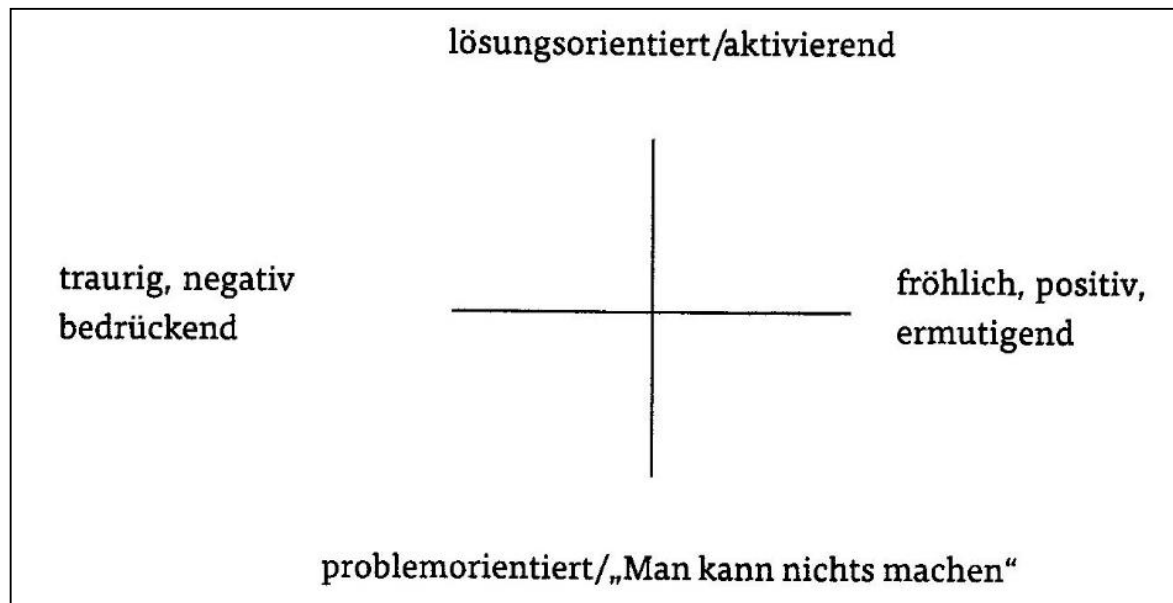 lösungsorientiert/aktivierend
traurig, negativ
bedrückend
fröhlich, positiv,
ermutigend
problemorientiert/„Man kann nichts machen“